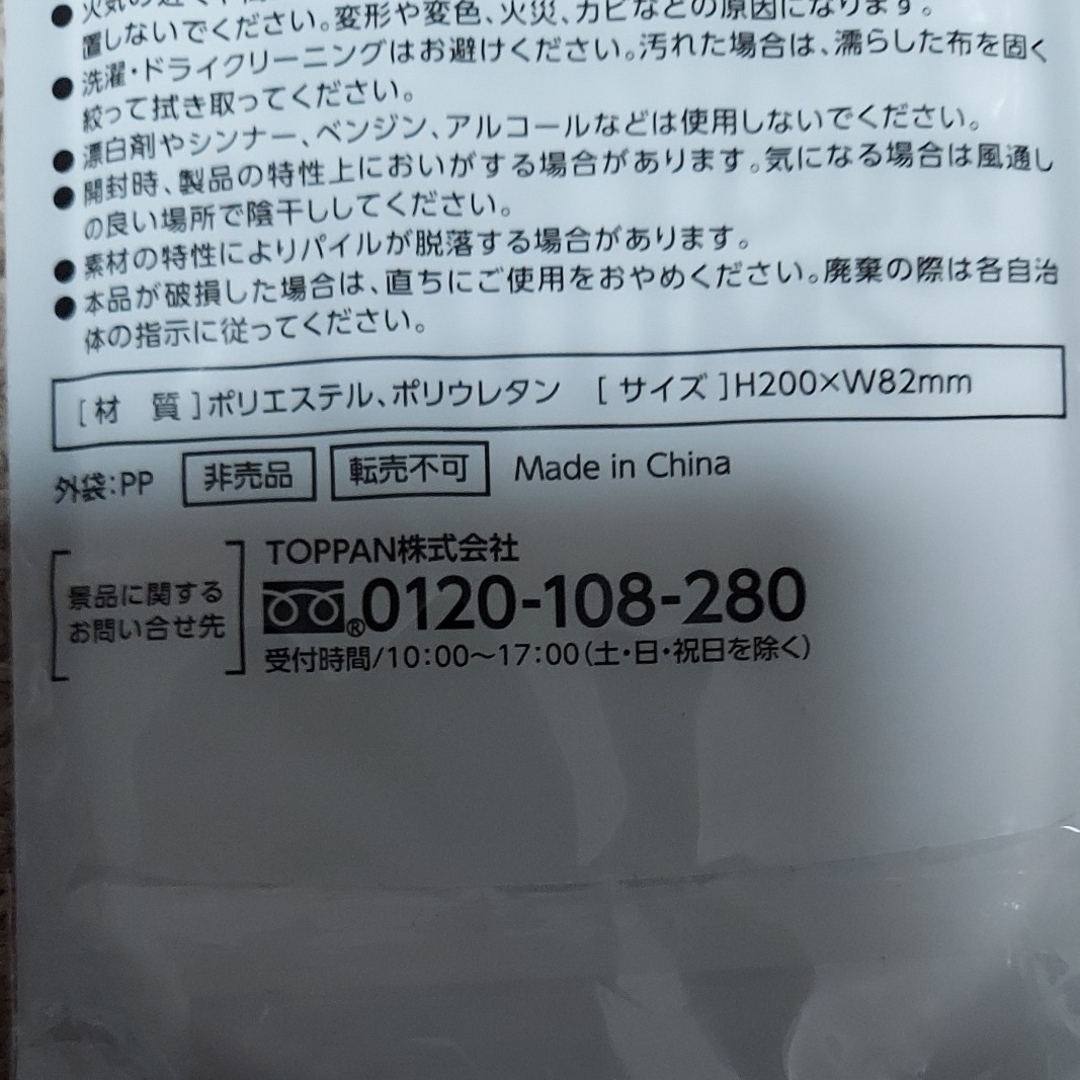 置しないでください。変形や変色、火災、カビなどの原因になります。
●洗濯・ドライクリーニングはお避けください。汚れた場合は、濡らした布を固く
絞って拭き取ってください。
●漂白剤やシンナー、ベンジン、アルコールなどは使用しないでください。
●開封時、製品の特性上においがする場合があります。気になる場合は風通し
の良い場所で陰干ししてください。
●素材の特性によりパイルが脱落する場合があります。
●本品が破損した場合は、直ちにご使用をおやめください。廃棄の際は各自治
体の指示に従ってください。
[材 質]ポリエステル、ポリウレタン [サイズ]H200×W82mm
外袋:PP 非売品 転売不可 Made in China
景品に関する
お問い合せ先
TOPPAN株式会社
®0120-108-280
受付時間/10:00～17:00(土・日・祝日を除く)